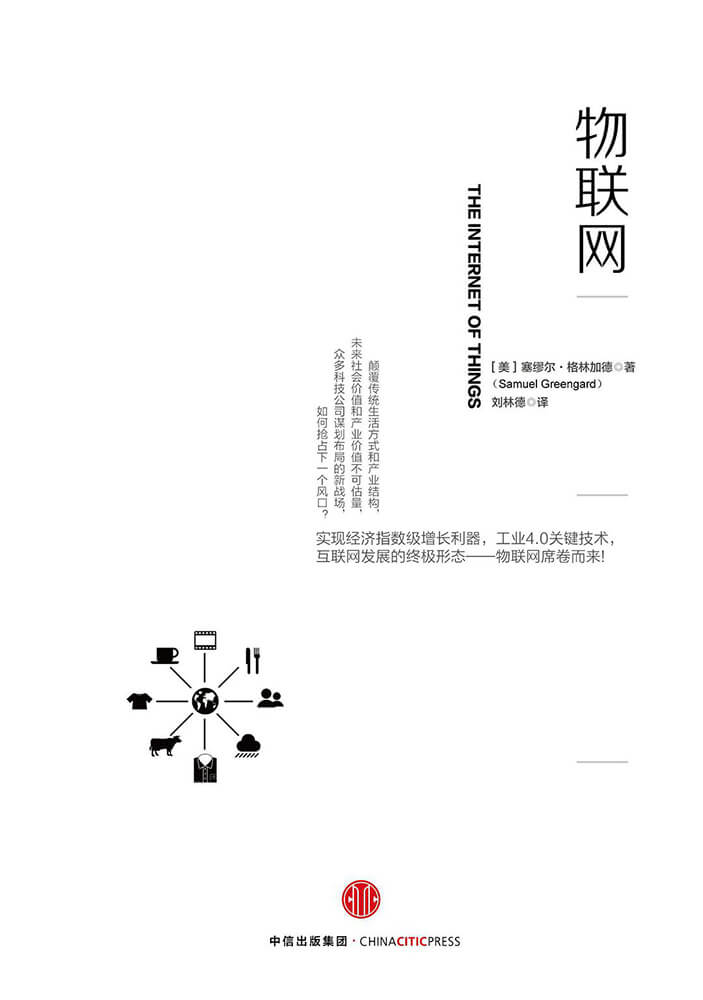 物联网
THE INTERNET OF THINGS
［美］塞缪尔·格林加德◎著
（Samuel Greengard）
刘林德◎译
颠覆传统生活方式和产业结构，
未来社会价值和产业价值不可估量，
众多科技公司谋划布局的新战场，
如何抢占下一个风口？
实现经济指数级增长利器，工业4.0关键技术，
互联网发展的终极形态——物联网席卷而来!
中信出版集团·CHINACITICPRESS